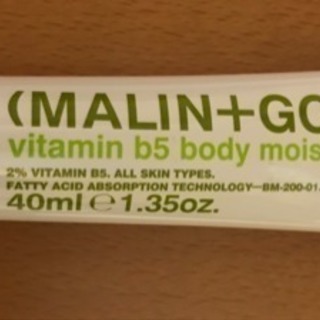 (MALIN+GO
vitamin b5 body mois
2% VITAMIN B5. ALL SKIN TYPES.
FATTY ACID ABSORPTION TECHNOLOGY—BM-200-01.
40ml ℮ 1.35oz.